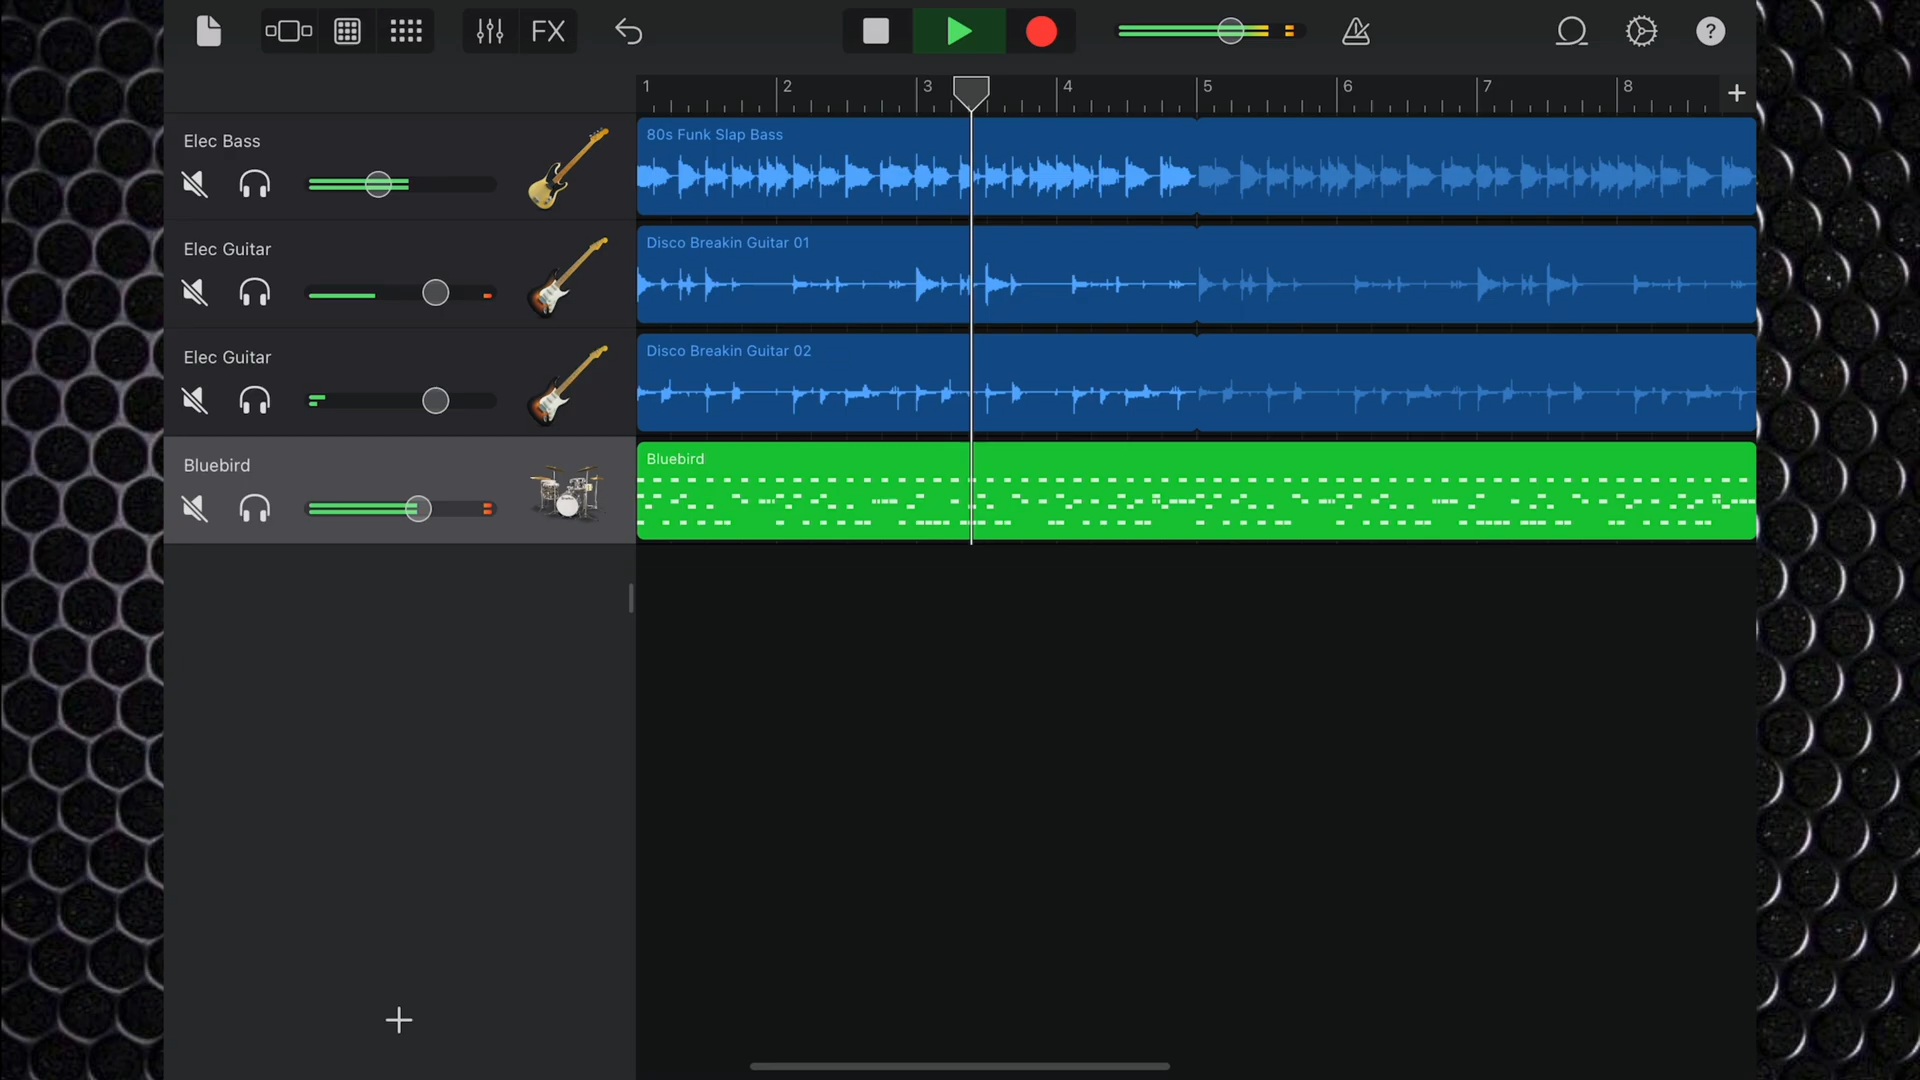 FX
?
1 2 3 4 5 6 7 8
Elec Bass
80s Funk Slap Bass
Elec Guitar
Disco Breakin Guitar 01
Elec Guitar
Disco Breakin Guitar 02
Bluebird
Bluebird